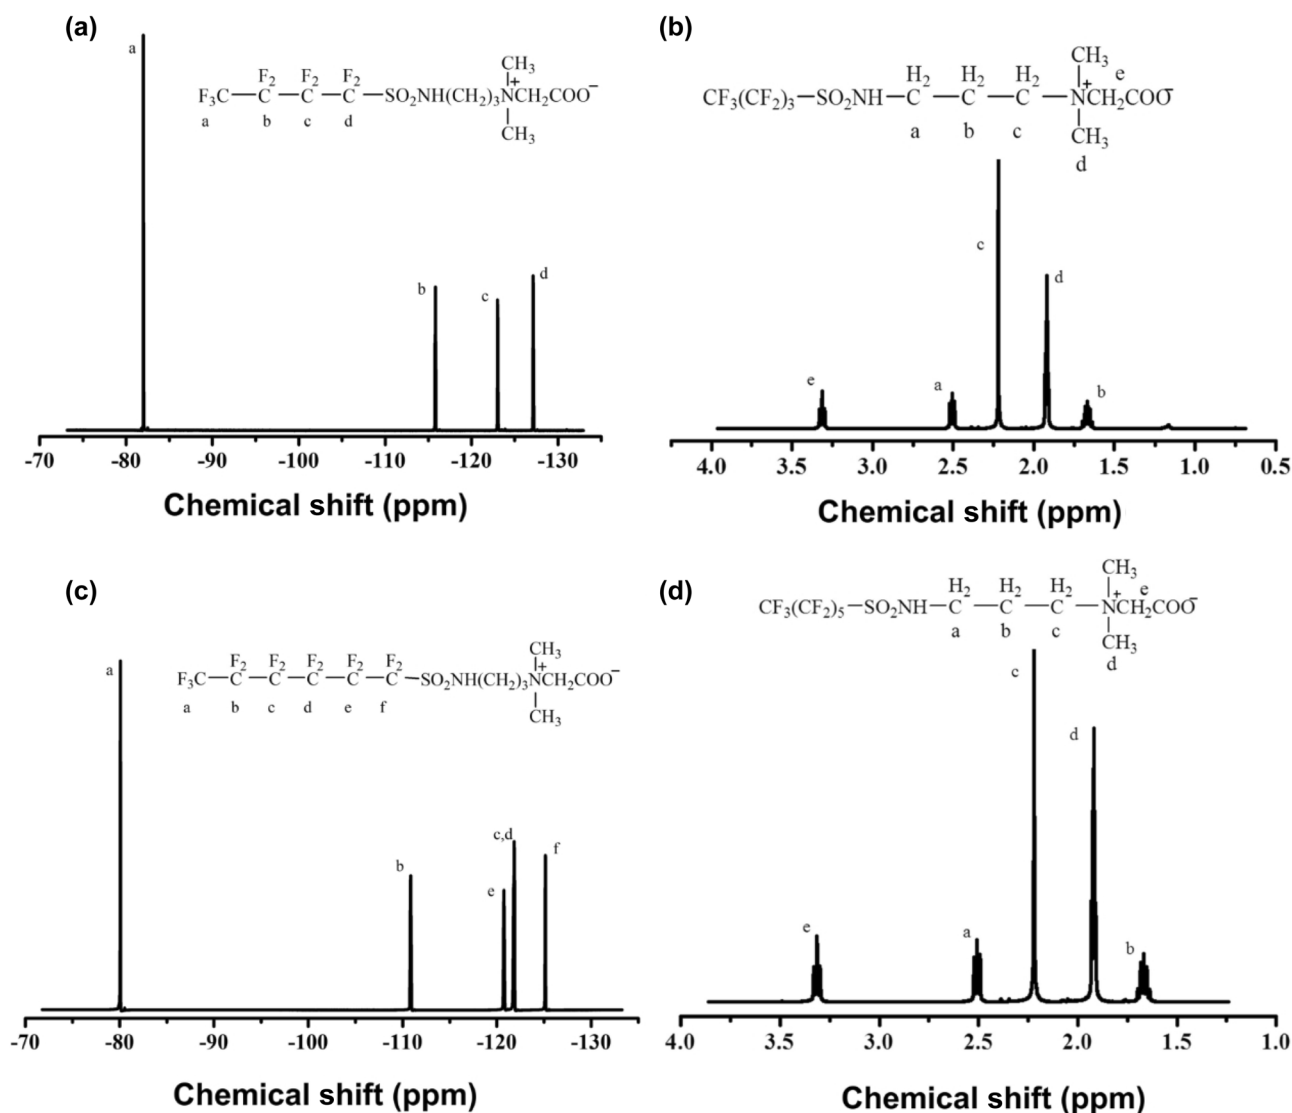 (a)
a
F₂ F₂ F₂
CH₃
F₃C—C—C—C—SO₂NH(CH₂)₃N⁺CH₂COO⁻
a b c d
CH₃
b
c
d
-70 -80 -90 -100 -110 -120 -130
Chemical shift (ppm)
(b)
CH₃
H₂ H₂ H₂
e
CF₃(CF₂)₃—SO₂NH—C—C—C—N⁺CH₂COO⁻
a b c
CH₃
d
e
a
c
d
b
4.0 3.5 3.0 2.5 2.0 1.5 1.0 0.5
Chemical shift (ppm)
(c)
a
CH₃
F₂ F₂ F₂ F₂ F₂
F₃C—C—C—C—C—C—SO₂NH(CH₂)₃N⁺CH₂COO⁻
a b c d e f
CH₃
b
e
c,d
f
-70 -80 -90 -100 -110 -120 -130
Chemical shift (ppm)
(d)
CH₃
H₂ H₂ H₂
e
CF₃(CF₂)₅—SO₂NH—C—C—C—N⁺CH₂COO⁻
a b c
CH₃
d
e
a
c
d
b
4.0 3.5 3.0 2.5 2.0 1.5 1.0
Chemical shift (ppm)